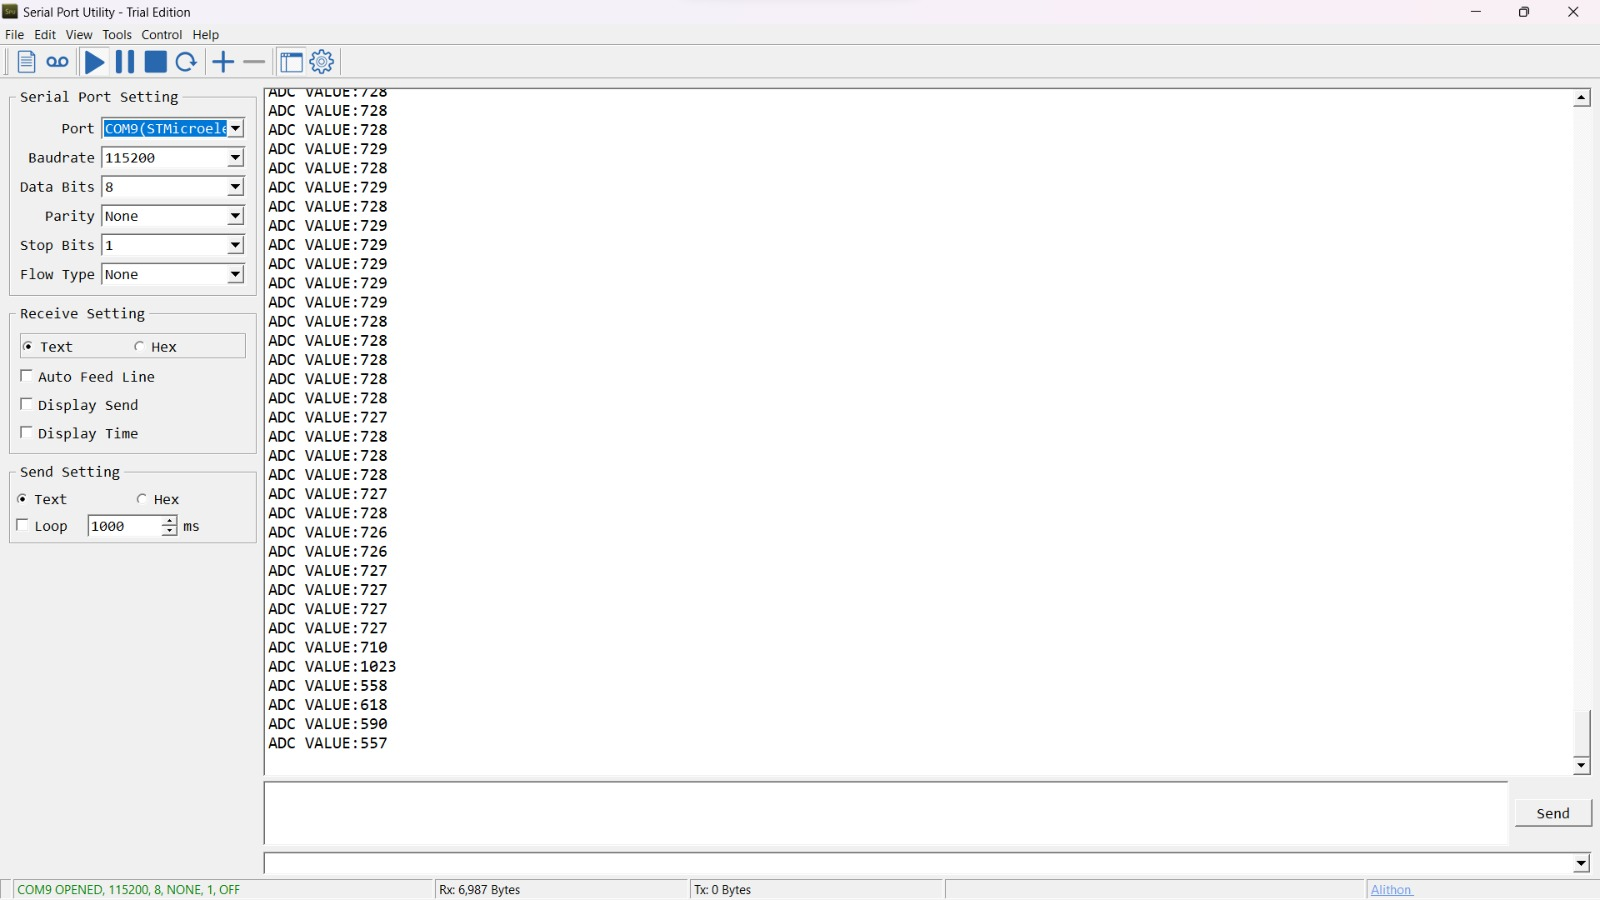 Serial Port Utility - Trial Edition
File Edit View Tools Control Help
Serial Port Setting
Port COM9(STMicroele
Baudrate 115200
Data Bits 8
Parity None
Stop Bits 1
Flow Type None
Receive Setting
Text Hex
Auto Feed Line
Display Send
Display Time
Send Setting
Text Hex
Loop 1000 ms
ADC VALUE:728
ADC VALUE:728
ADC VALUE:728
ADC VALUE:729
ADC VALUE:728
ADC VALUE:729
ADC VALUE:728
ADC VALUE:729
ADC VALUE:729
ADC VALUE:729
ADC VALUE:729
ADC VALUE:729
ADC VALUE:728
ADC VALUE:728
ADC VALUE:728
ADC VALUE:728
ADC VALUE:728
ADC VALUE:727
ADC VALUE:728
ADC VALUE:728
ADC VALUE:728
ADC VALUE:727
ADC VALUE:728
ADC VALUE:726
ADC VALUE:726
ADC VALUE:727
ADC VALUE:727
ADC VALUE:727
ADC VALUE:727
ADC VALUE:710
ADC VALUE:1023
ADC VALUE:558
ADC VALUE:618
ADC VALUE:590
ADC VALUE:557
Send
COM9 OPENED, 115200, 8, NONE, 1, OFF
Rx: 6,987 Bytes
Tx: 0 Bytes
Alithon